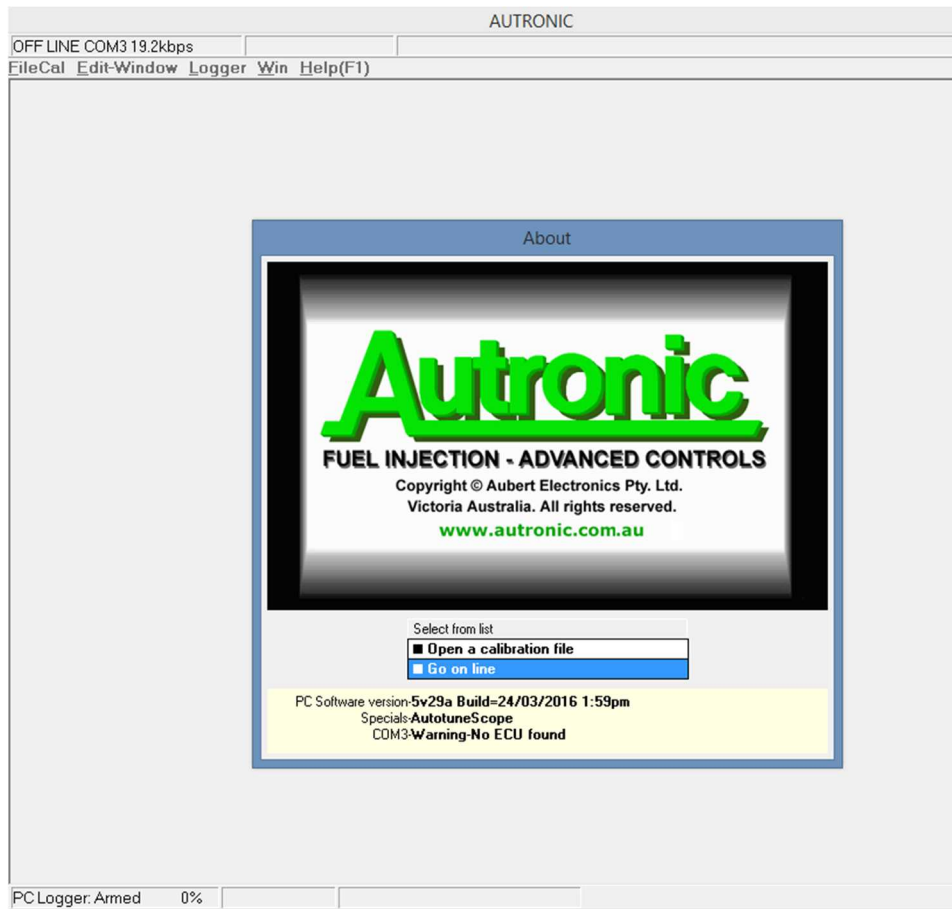 AUTRONIC
OFF LINE COM3 19.2kbps
FileCal Edit-Window Logger Win Help(F1)
About
Autronic
FUEL INJECTION - ADVANCED CONTROLS
Copyright © Aubert Electronics Pty. Ltd.
Victoria Australia. All rights reserved.
www.autronic.com.au
Select from list
Open a calibration file
Go on line
PC Software version-5v29a Build=24/03/2016 1:59pm
Specials-AutotuneScope
COM3-Warning-No ECU found
PC Logger: Armed 0%